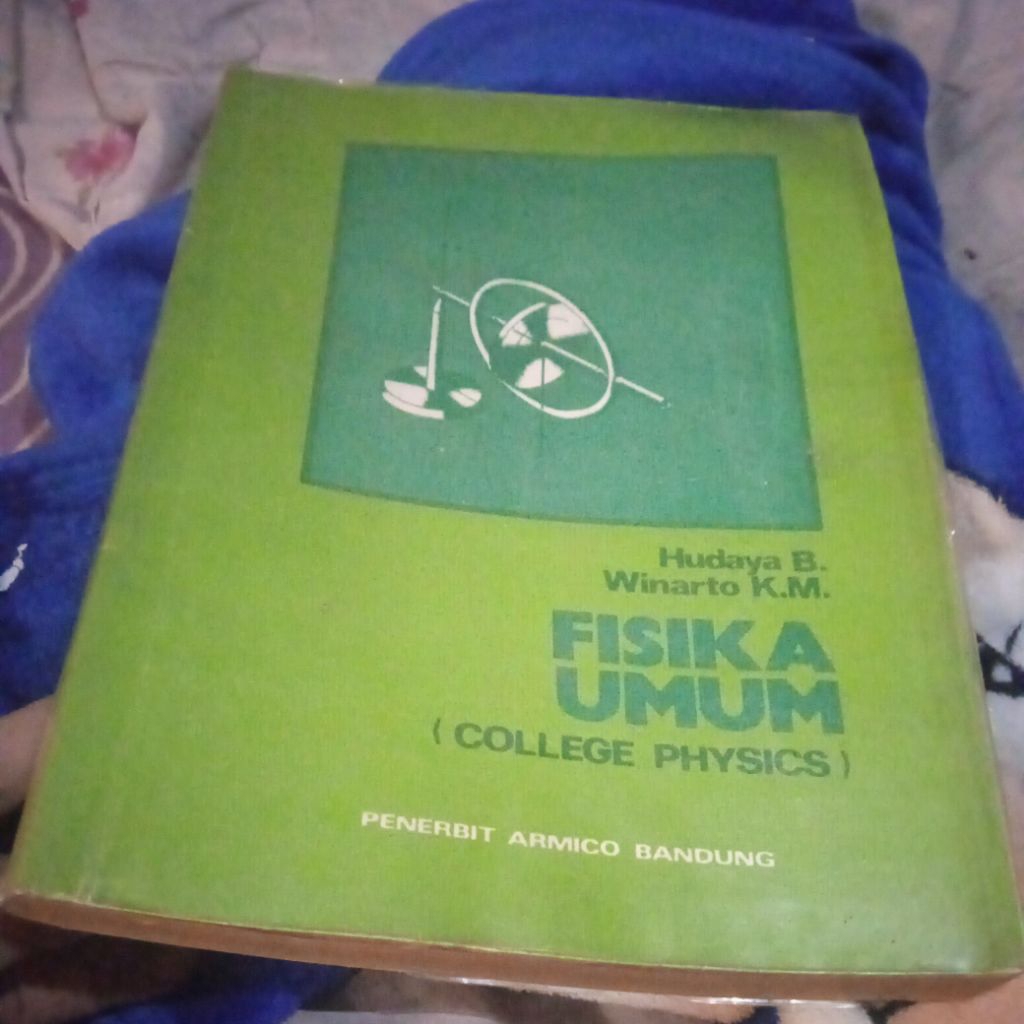 Hudaya B.
Winarto K.M.
FISIKA
UMUM
( COLLEGE PHYSICS )
PENERBIT ARMICO BANDUNG